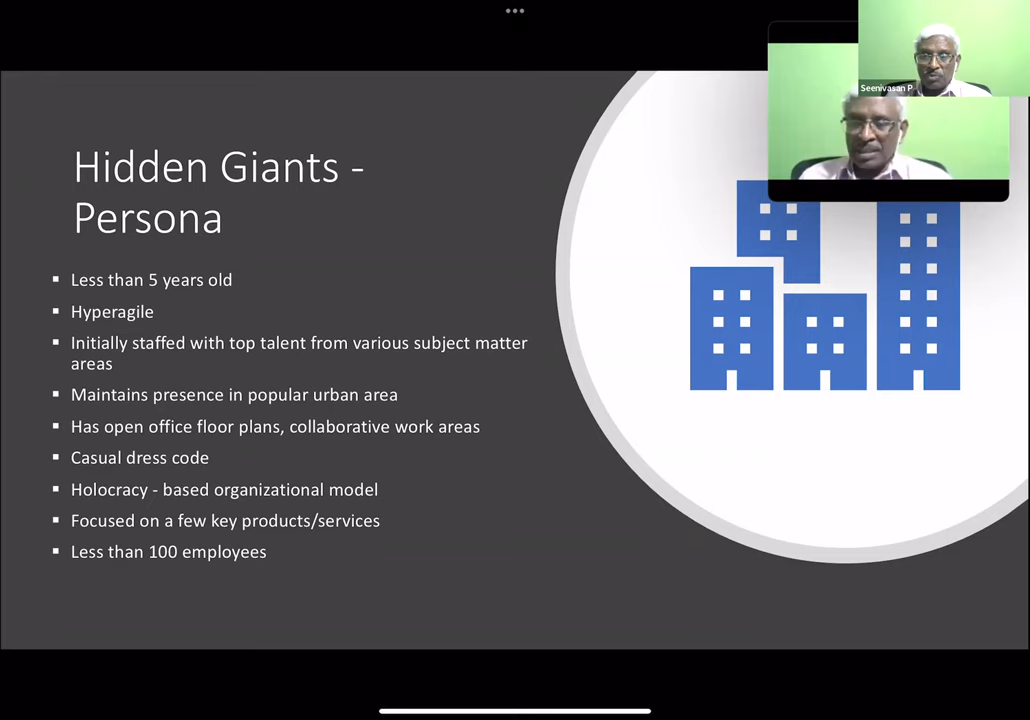 Seenivasan P
Hidden Giants -
Persona
▪ Less than 5 years old
▪ Hyperagile
▪ Initially staffed with top talent from various subject matter
areas
▪ Maintains presence in popular urban area
▪ Has open office floor plans, collaborative work areas
▪ Casual dress code
▪ Holocracy - based organizational model
▪ Focused on a few key products/services
▪ Less than 100 employees